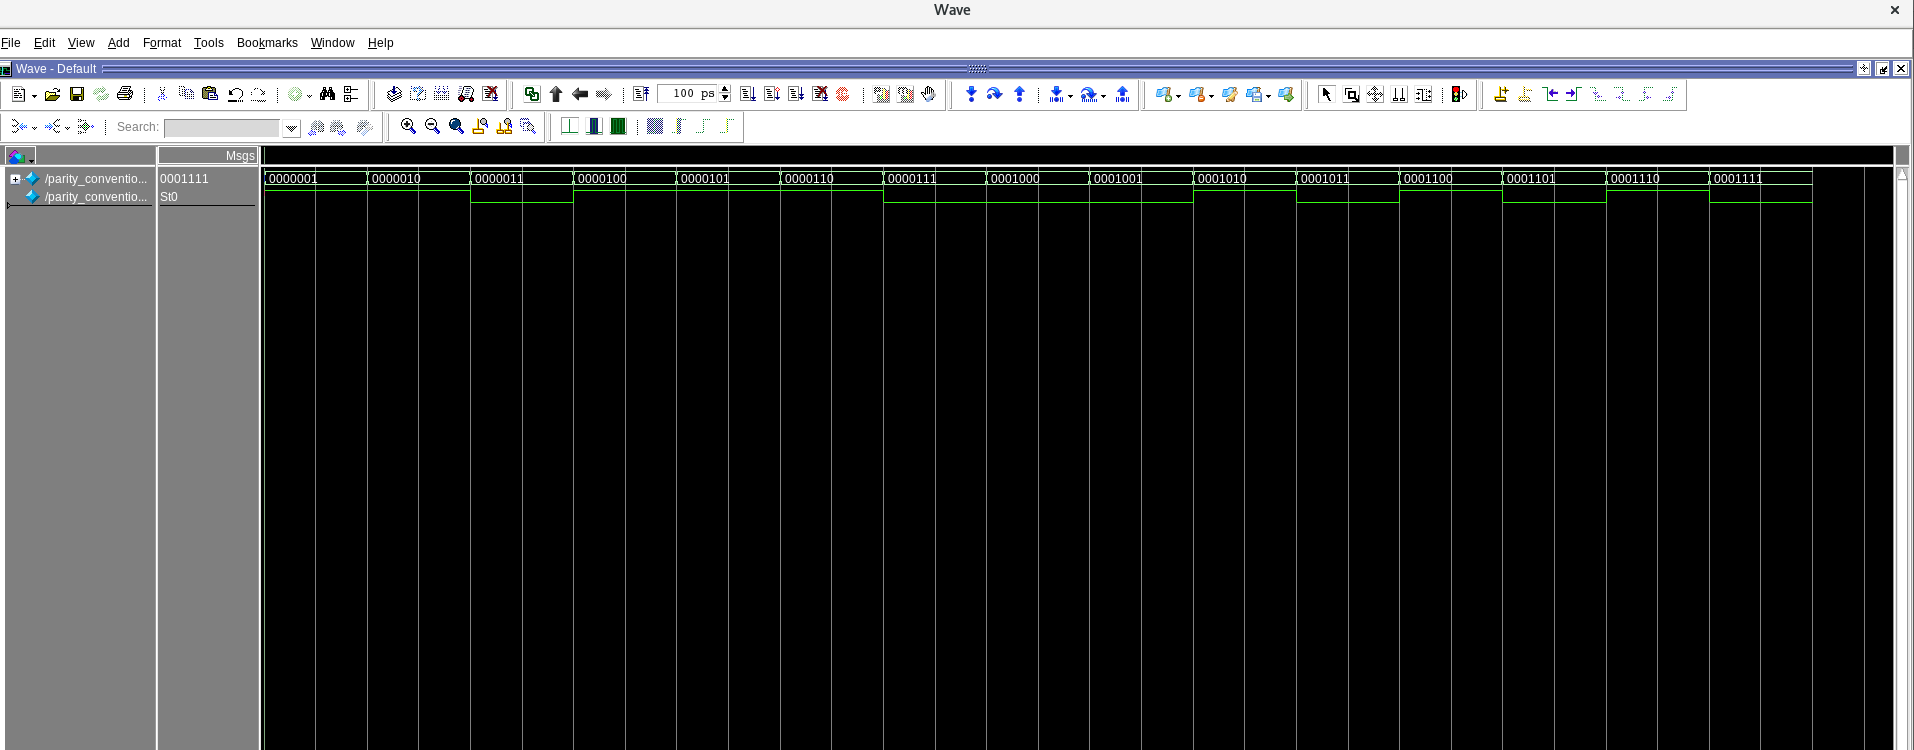 Wave
File Edit View Add Format Tools Bookmarks Window Help
Wave - Default
100 ps
Search:
Msgs
/parity_conventio... 0001111 0000001 0000010 0000011 0000100 0000101 0000110 0000111 0001000 0001001 0001010 0001011 0001100 0001101 0001110 0001111
/parity_conventio... St0